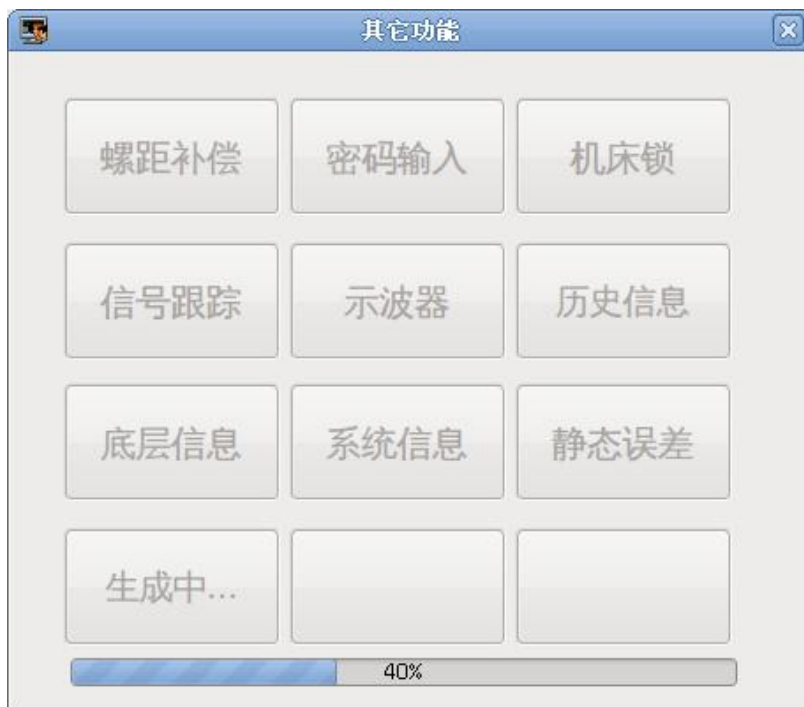 其它功能
螺距补偿 密码输入 机床锁
信号跟踪 示波器 历史信息
底层信息 系统信息 静态误差
生成中...
40%